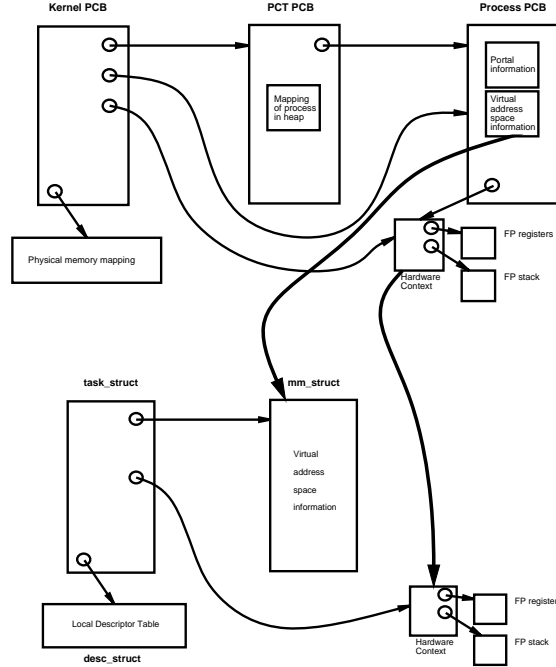 Kernel PCB
PCT PCB
Process PCB
Portal
information
Mapping
of process
in heap
Virtual
address
space
information
Physical memory mapping
FP registers
FP stack
Hardware
Context
task_struct
mm_struct
Virtual
address
space
information
Local Descriptor Table
desc_struct
FP register
FP stack
Hardware
Context